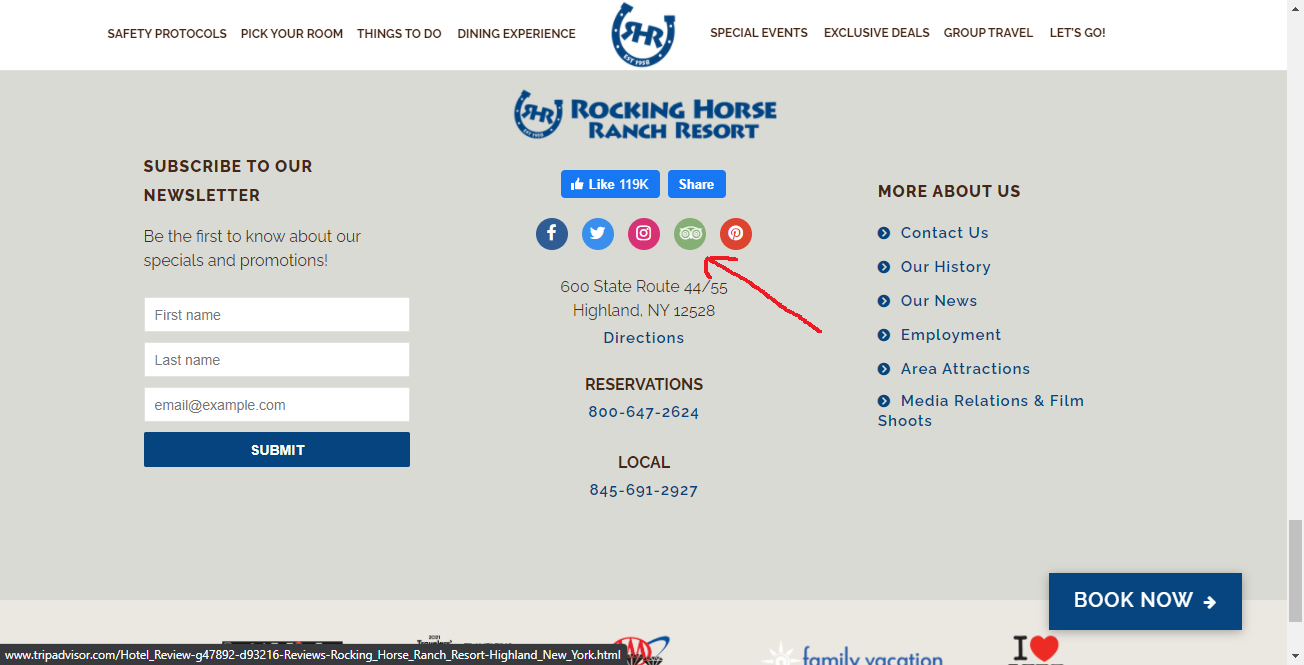 SAFETY PROTOCOLS PICK YOUR ROOM THINGS TO DO DINING EXPERIENCE
RHR
EST 1958
SPECIAL EVENTS EXCLUSIVE DEALS GROUP TRAVEL LET'S GO!
RHR
EST 1958
ROCKING HORSE
RANCH RESORT
SUBSCRIBE TO OUR
NEWSLETTER
Be the first to know about our
specials and promotions!
First name
Last name
email@example.com
SUBMIT
Like 119K Share
600 State Route 44/55
Highland, NY 12528
Directions
RESERVATIONS
800-647-2624
LOCAL
845-691-2927
MORE ABOUT US
Contact Us
Our History
Our News
Employment
Area Attractions
Media Relations & Film
Shoots
BOOK NOW
2021
I
family vacation
www.tripadvisor.com/Hotel_Review-g47892-d93216-Reviews-Rocking_Horse_Ranch_Resort-Highland_New_York.html